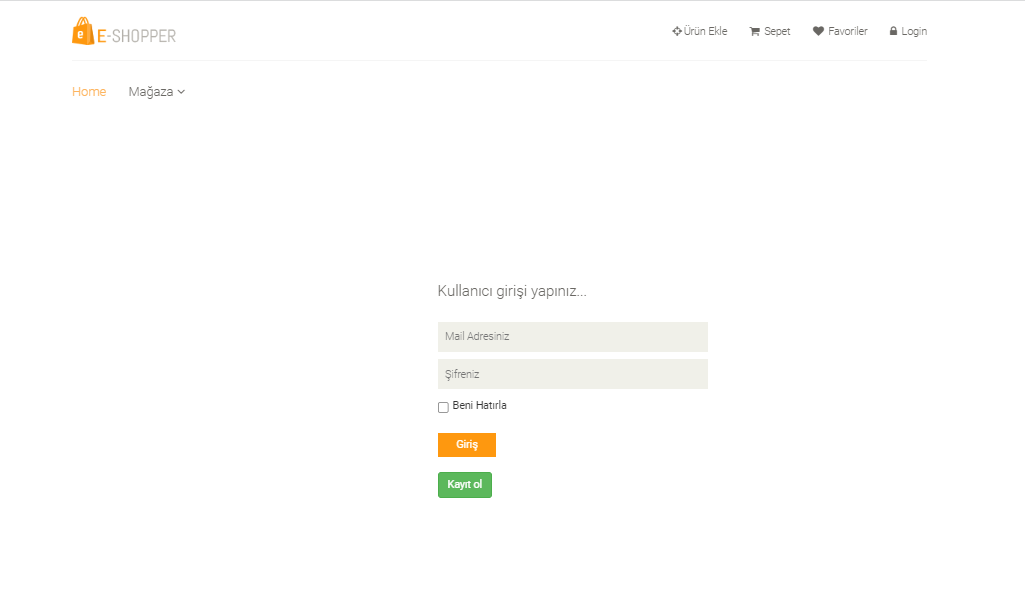 E-SHOPPER
Ürün Ekle Sepet Favoriler Login
Home Mağaza
Kullanıcı girişi yapınız...
Mail Adresiniz
Şifreniz
Beni Hatırla
Giriş
Kayıt ol